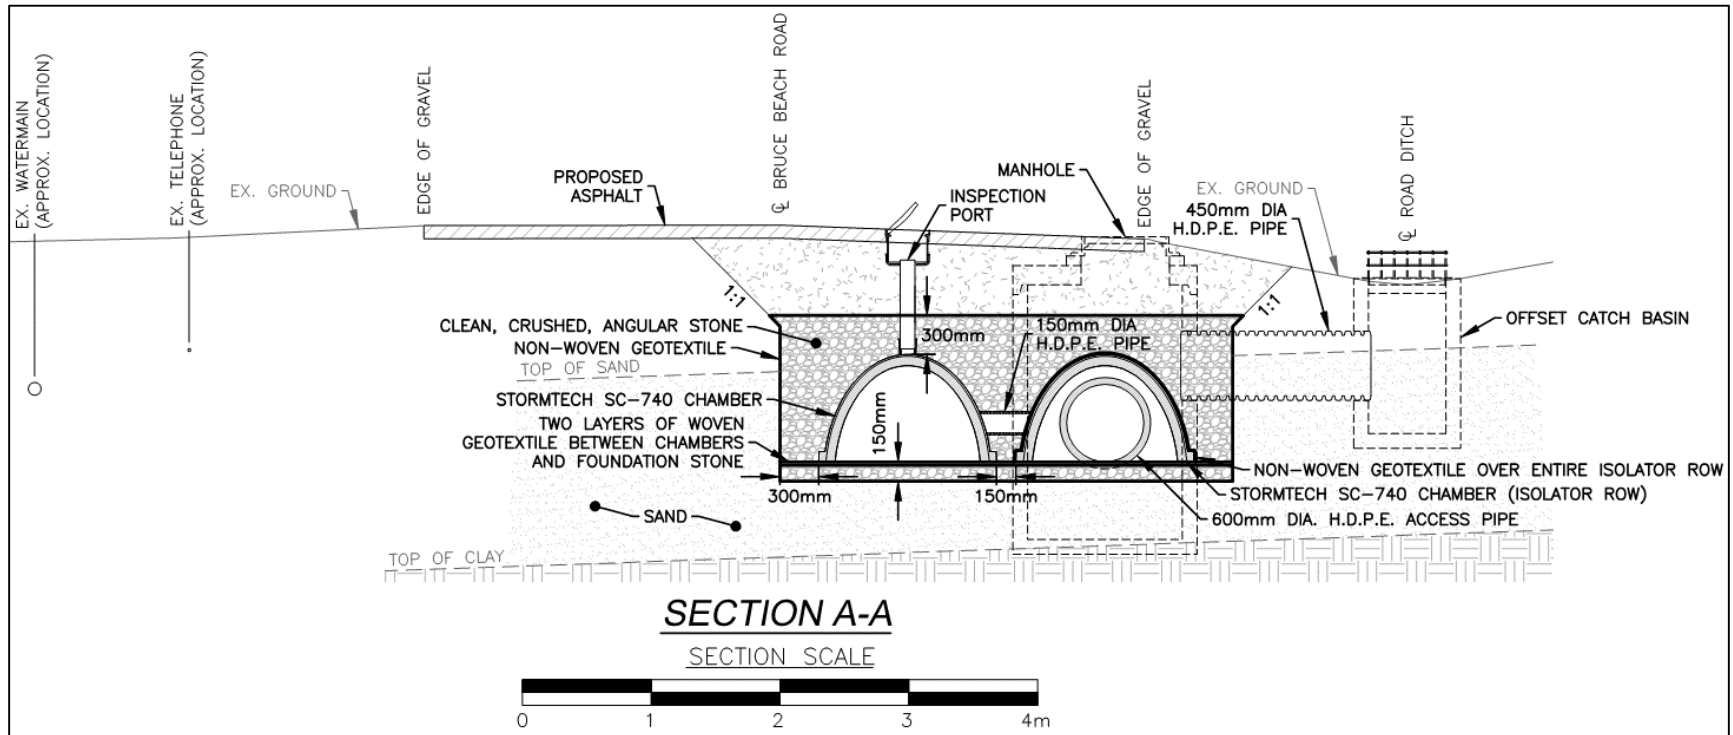 EX. WATERMAIN
(APPROX. LOCATION)
EX. TELEPHONE
(APPROX. LOCATION)
EDGE OF GRAVEL
℄ BRUCE BEACH ROAD
EDGE OF GRAVEL
℄ ROAD DITCH
EX. GROUND
PROPOSED
ASPHALT
INSPECTION
PORT
MANHOLE
EX. GROUND
450mm DIA
H.D.P.E. PIPE
1:1
1:1
CLEAN, CRUSHED, ANGULAR STONE
NON-WOVEN GEOTEXTILE
TOP OF SAND
STORMTECH SC-740 CHAMBER
TWO LAYERS OF WOVEN
GEOTEXTILE BETWEEN CHAMBERS
AND FOUNDATION STONE
300mm
150mm DIA
H.D.P.E. PIPE
OFFSET CATCH BASIN
150mm
300mm
150mm
NON-WOVEN GEOTEXTILE OVER ENTIRE ISOLATOR ROW
STORMTECH SC-740 CHAMBER (ISOLATOR ROW)
600mm DIA. H.D.P.E. ACCESS PIPE
SAND
TOP OF CLAY
SECTION A-A
SECTION SCALE
0 1 2 3 4m